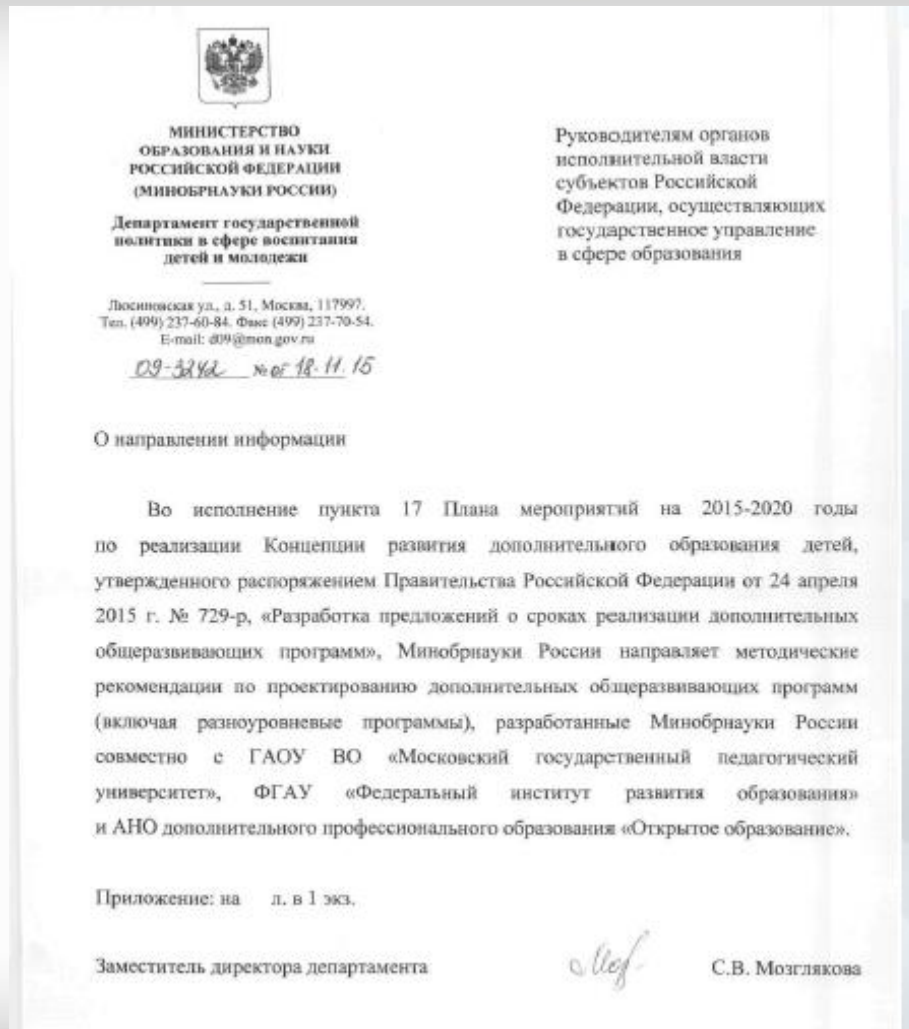 МИНИСТЕРСТВО
ОБРАЗОВАНИЯ И НАУКИ
РОССИЙСКОЙ ФЕДЕРАЦИИ
(МИНОБРНАУКИ РОССИИ)
Департамент государственной
политики в сфере воспитания
детей и молодежи
Люсиновская ул., д. 51, Москва, 117997.
Тел. (499) 237-60-84. Факс (499) 237-70-54.
E-mail: d09@mon.gov.ru
09-3242 № от 18.11.15
Руководителям органов
исполнительной власти
субъектов Российской
Федерации, осуществляющих
государственное управление
в сфере образования
О направлении информации
Во исполнение пункта 17 Плана мероприятий на 2015-2020 годы
по реализации Концепции развития дополнительного образования детей,
утвержденного распоряжением Правительства Российской Федерации от 24 апреля
2015 г. № 729-р, «Разработка предложений о сроках реализации дополнительных
общеразвивающих программ», Минобрнауки России направляет методические
рекомендации по проектированию дополнительных общеразвивающих программ
(включая разноуровневые программы), разработанные Минобрнауки России
совместно с ГАОУ ВО «Московский государственный педагогический
университет», ФГАУ «Федеральный институт развития образования»
и АНО дополнительного профессионального образования «Открытое образование».
Приложение: на л. в 1 экз.
Заместитель директора департамента
С.В. Мозглякова